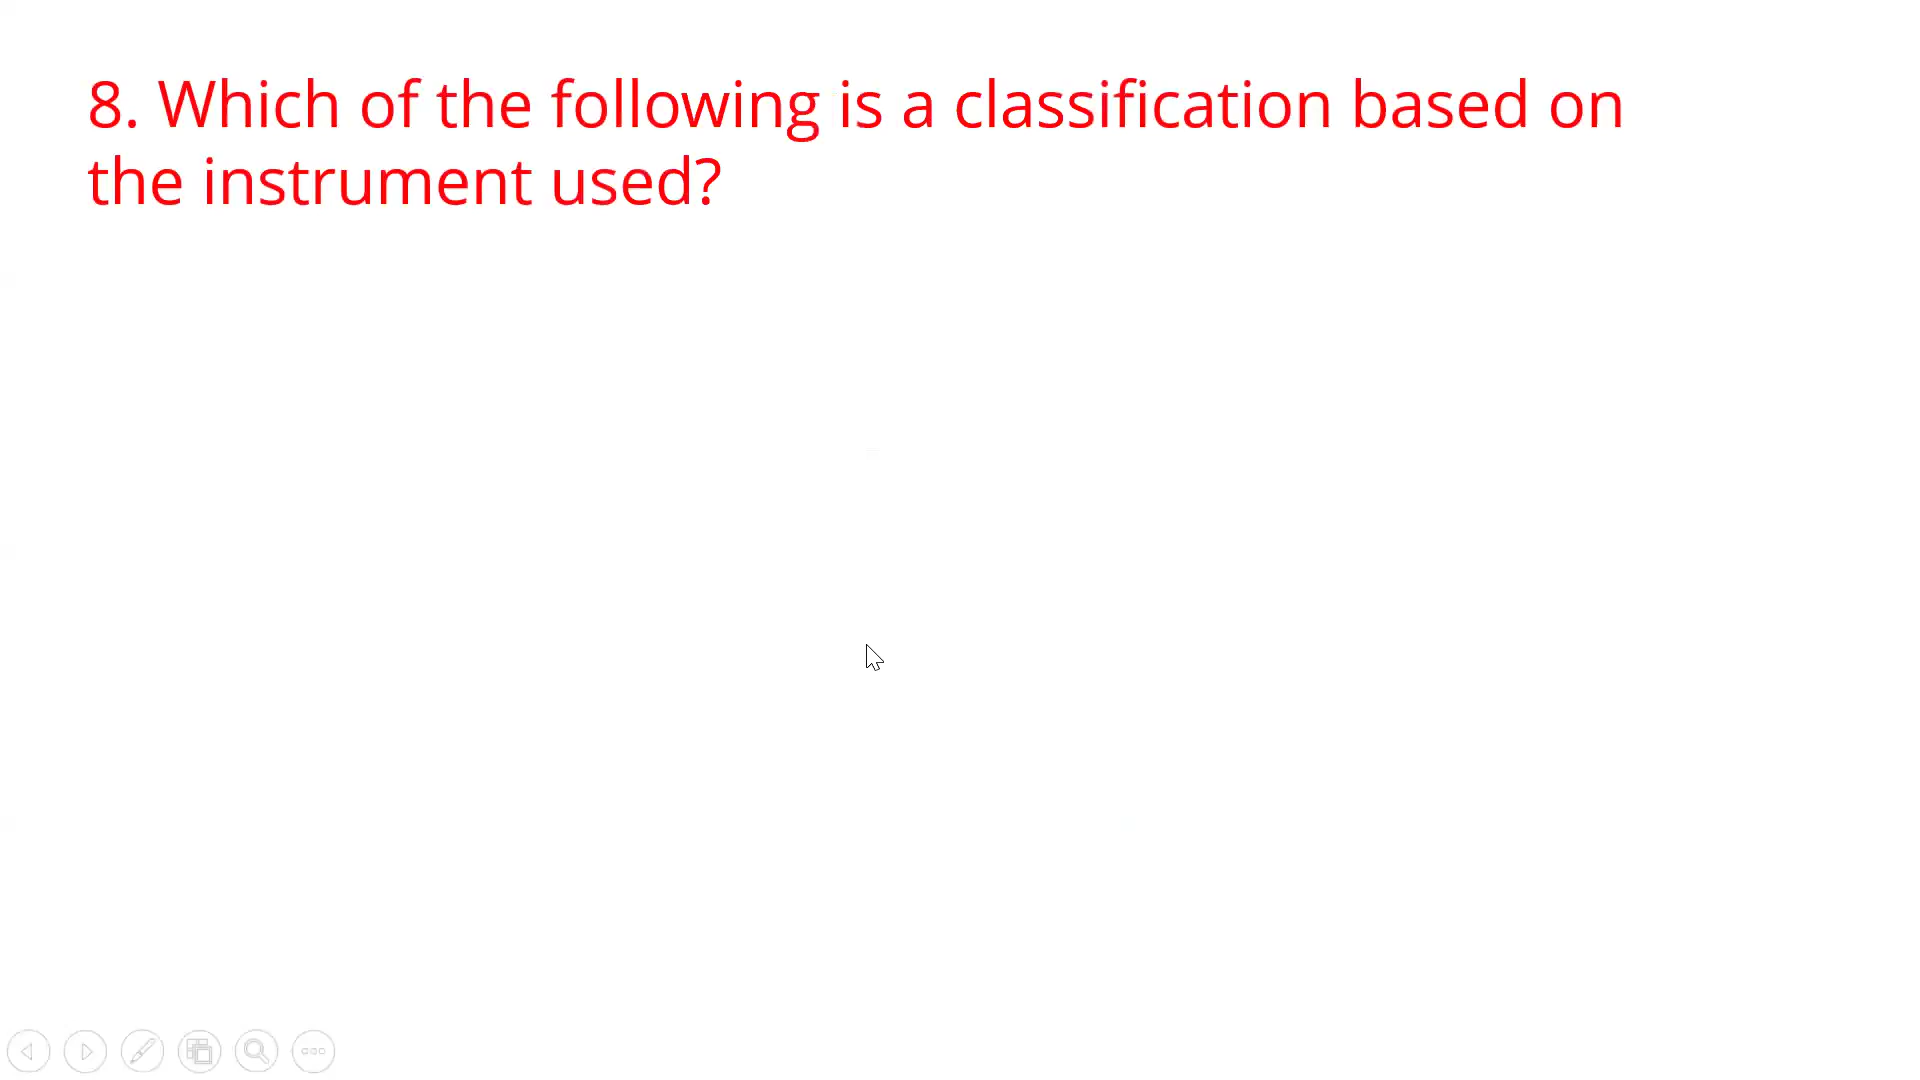 8. Which of the following is a classification based on
the instrument used?